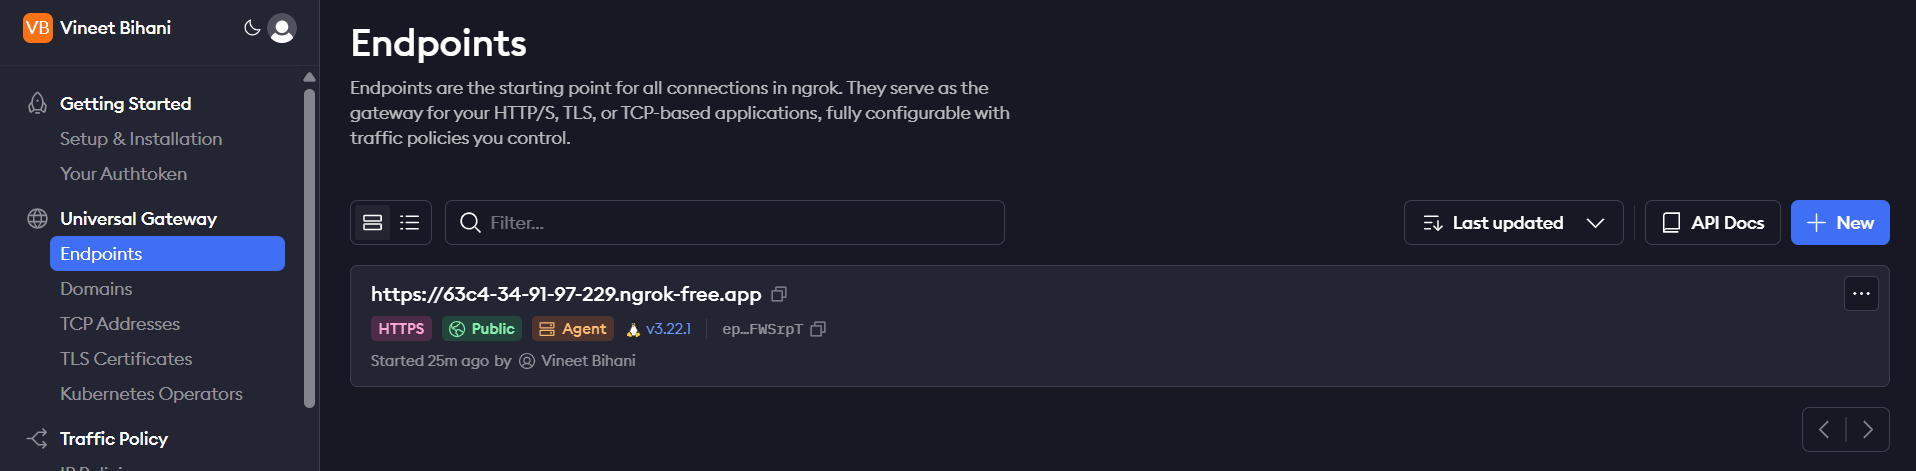 VB Vineet Bihani
Getting Started
Setup & Installation
Your Authtoken
Universal Gateway
Endpoints
Domains
TCP Addresses
TLS Certificates
Kubernetes Operators
Traffic Policy
Endpoints
Endpoints are the starting point for all connections in ngrok. They serve as the
gateway for your HTTP/S, TLS, or TCP-based applications, fully configurable with
traffic policies you control.
Filter...
Last updated
API Docs
New
https://63c4-34-91-97-229.ngrok-free.app
HTTPS Public Agent v3.22.1 ep…FWSrpT
Started 25m ago by Vineet Bihani